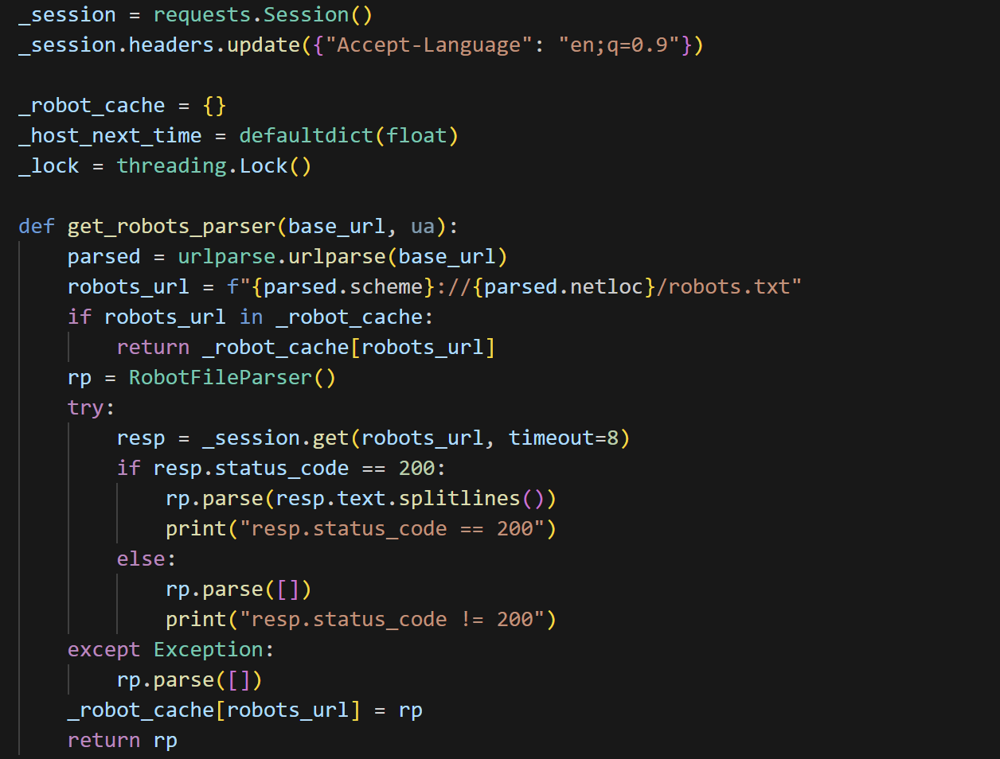 _session = requests.Session()
_session.headers.update({"Accept-Language": "en;q=0.9"})

_robot_cache = {}
_host_next_time = defaultdict(float)
_lock = threading.Lock()

def get_robots_parser(base_url, ua):
    parsed = urlparse.urlparse(base_url)
    robots_url = f"{parsed.scheme}://{parsed.netloc}/robots.txt"
    if robots_url in _robot_cache:
        return _robot_cache[robots_url]
    rp = RobotFileParser()
    try:
        resp = _session.get(robots_url, timeout=8)
        if resp.status_code == 200:
            rp.parse(resp.text.splitlines())
            print("resp.status_code == 200")
        else:
            rp.parse([])
            print("resp.status_code != 200")
    except Exception:
        rp.parse([])
    _robot_cache[robots_url] = rp
    return rp